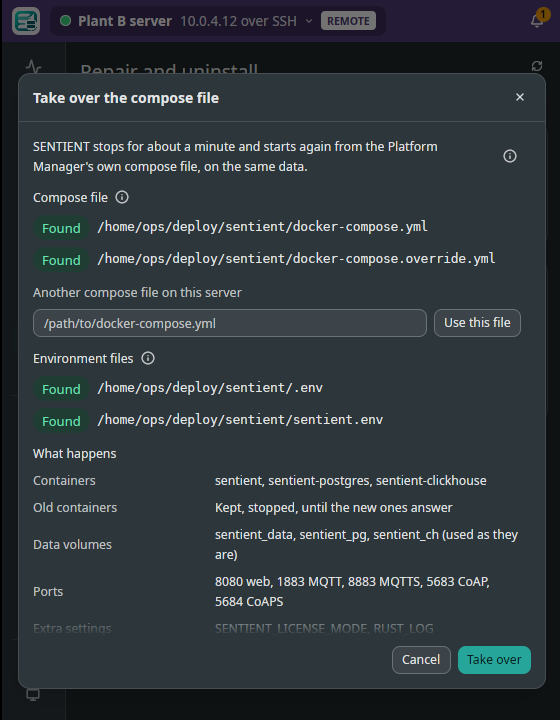 Plant B server 10.0.4.12 over SSH REMOTE
1
Repair and uninstall
Take over the compose file
SENTIENT stops for about a minute and starts again from the Platform
Manager's own compose file, on the same data.
Compose file
Found /home/ops/deploy/sentient/docker-compose.yml
Found /home/ops/deploy/sentient/docker-compose.override.yml
Another compose file on this server
/path/to/docker-compose.yml Use this file
Environment files
Found /home/ops/deploy/sentient/.env
Found /home/ops/deploy/sentient/sentient.env
What happens
Containers sentient, sentient-postgres, sentient-clickhouse
Old containers Kept, stopped, until the new ones answer
Data volumes sentient_data, sentient_pg, sentient_ch (used as they
are)
Ports 8080 web, 1883 MQTT, 8883 MQTTS, 5683 CoAP,
5684 CoAPS
Extra settings SENTIENT_LICENSE_MODE, RUST_LOG
Cancel Take over